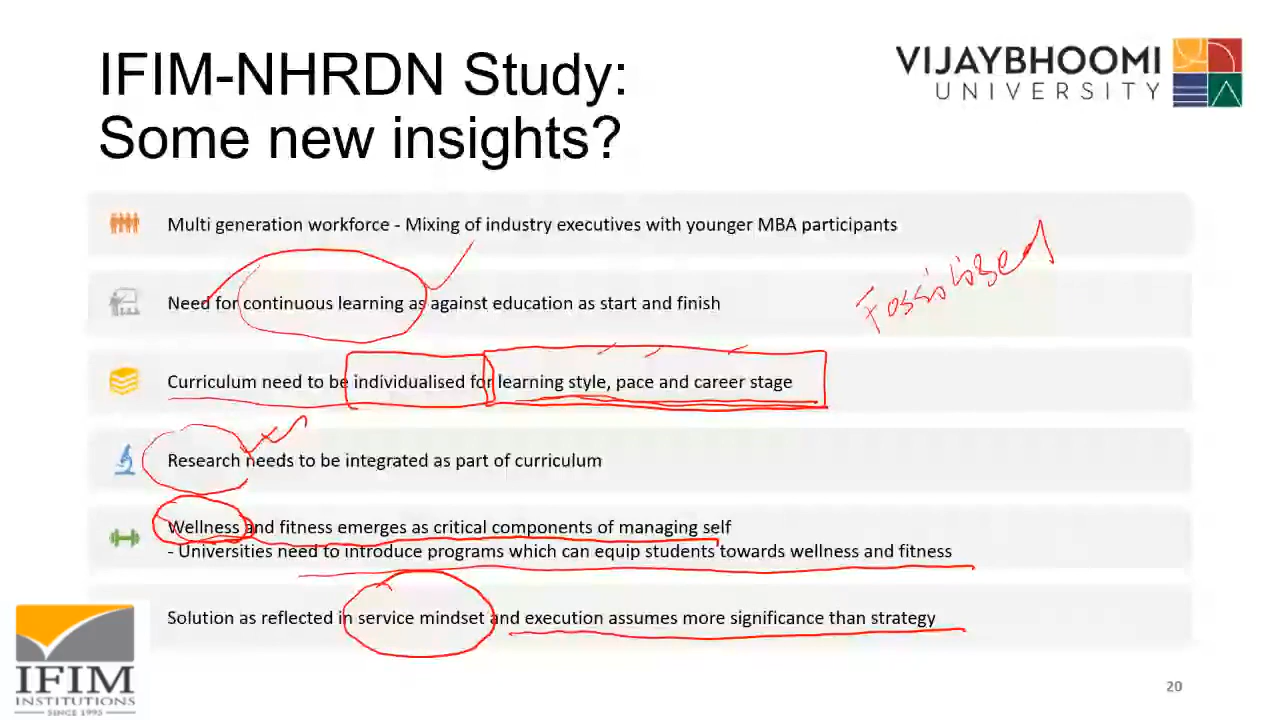 IFIM-NHRDN Study:
Some new insights?
VIJAYBHOOMI
UNIVERSITY
Multi generation workforce - Mixing of industry executives with younger MBA participants
Need for continuous learning as against education as start and finish
Fossilized
Curriculum need to be individualised for learning style, pace and career stage
Research needs to be integrated as part of curriculum
Wellness and fitness emerges as critical components of managing self
- Universities need to introduce programs which can equip students towards wellness and fitness
Solution as reflected in service mindset and execution assumes more significance than strategy
IFIM
INSTITUTIONS
SINCE 1995
20